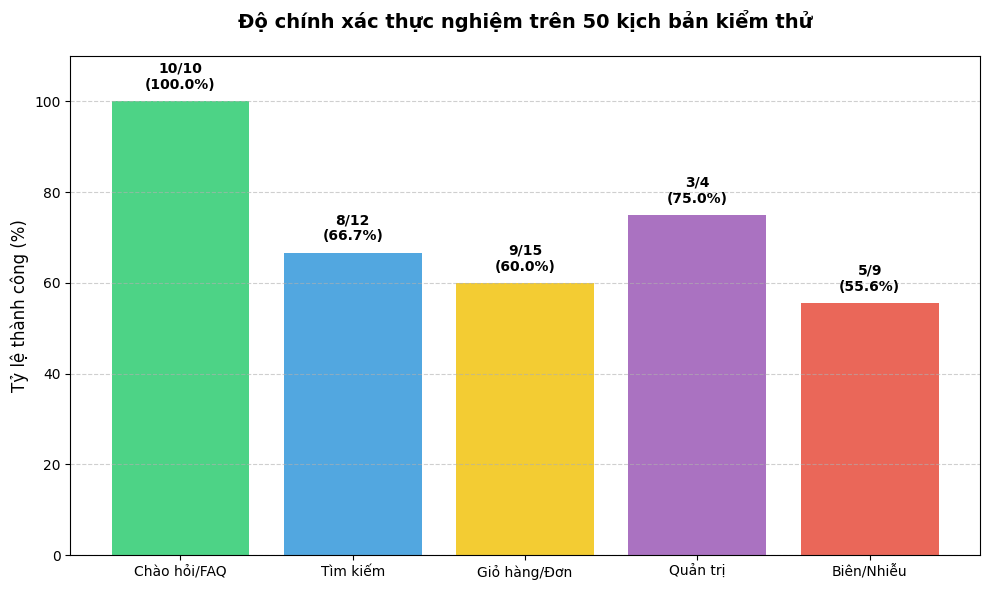 Độ chính xác thực nghiệm trên 50 kịch bản kiểm thử
Tỷ lệ thành công (%)
100
80
60
40
20
0
10/10
(100.0%)
8/12
(66.7%)
9/15
(60.0%)
3/4
(75.0%)
5/9
(55.6%)
Chào hỏi/FAQ
Tìm kiếm
Giỏ hàng/Đơn
Quản trị
Biên/Nhiễu